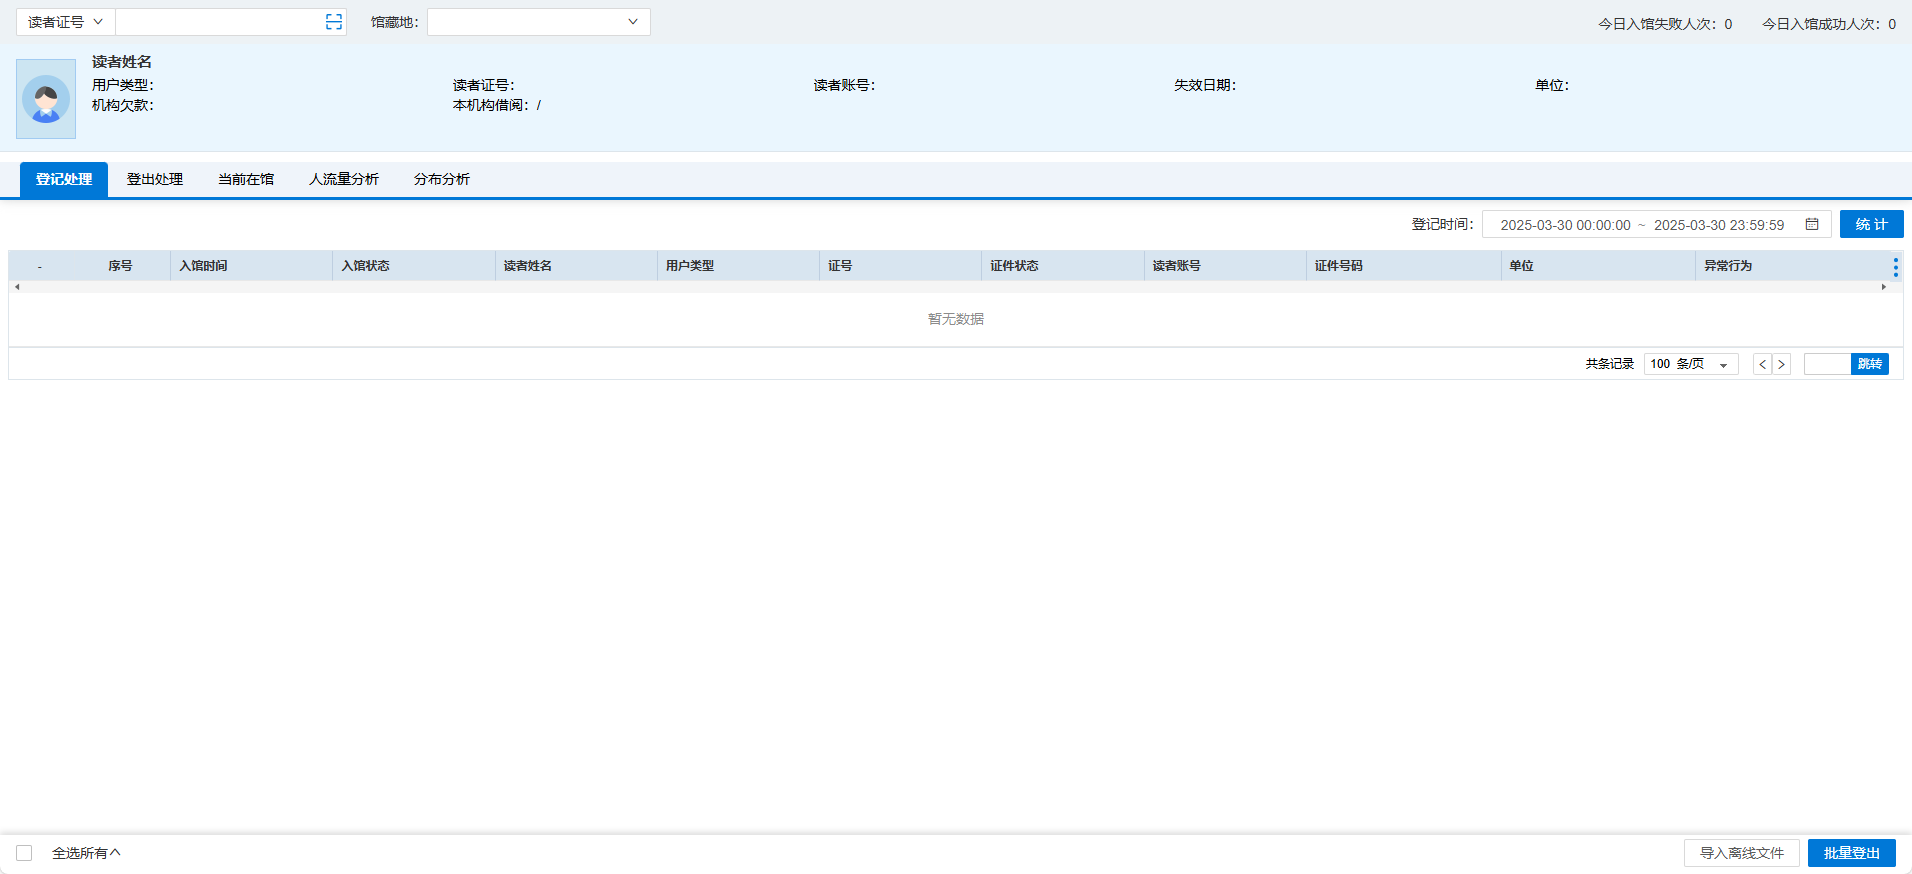 读者证号 馆藏地： 今日入馆失败人次：0 今日入馆成功人次：0
读者姓名
用户类型： 读者证号： 读者账号： 失效日期： 单位：
机构欠款： 本机构借阅：/
登记处理 登出处理 当前在馆 人流量分析 分布分析
登记时间： 2025-03-30 00:00:00 ~ 2025-03-30 23:59:59 统 计
- 序号 入馆时间 入馆状态 读者姓名 用户类型 证号 证件状态 读者账号 证件号码 单位 异常行为
暂无数据
共条记录 100 条/页 < > 跳转
全选所有 导入离线文件 批量登出